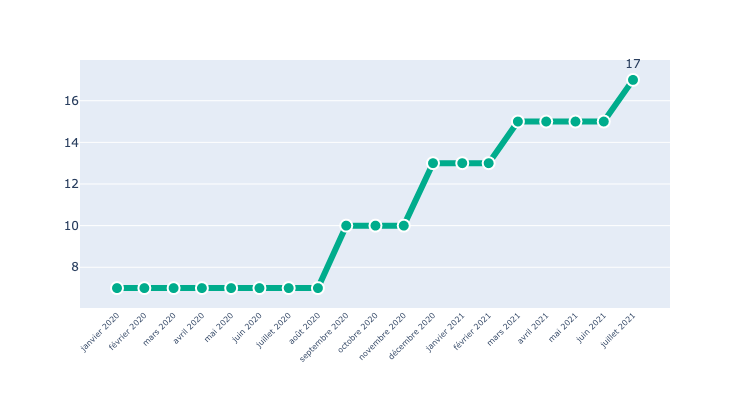 17
16
14
12
10
8
janvier 2020
février 2020
mars 2020
avril 2020
mai 2020
juin 2020
juillet 2020
août 2020
septembre 2020
octobre 2020
novembre 2020
décembre 2020
janvier 2021
février 2021
mars 2021
avril 2021
mai 2021
juin 2021
juillet 2021